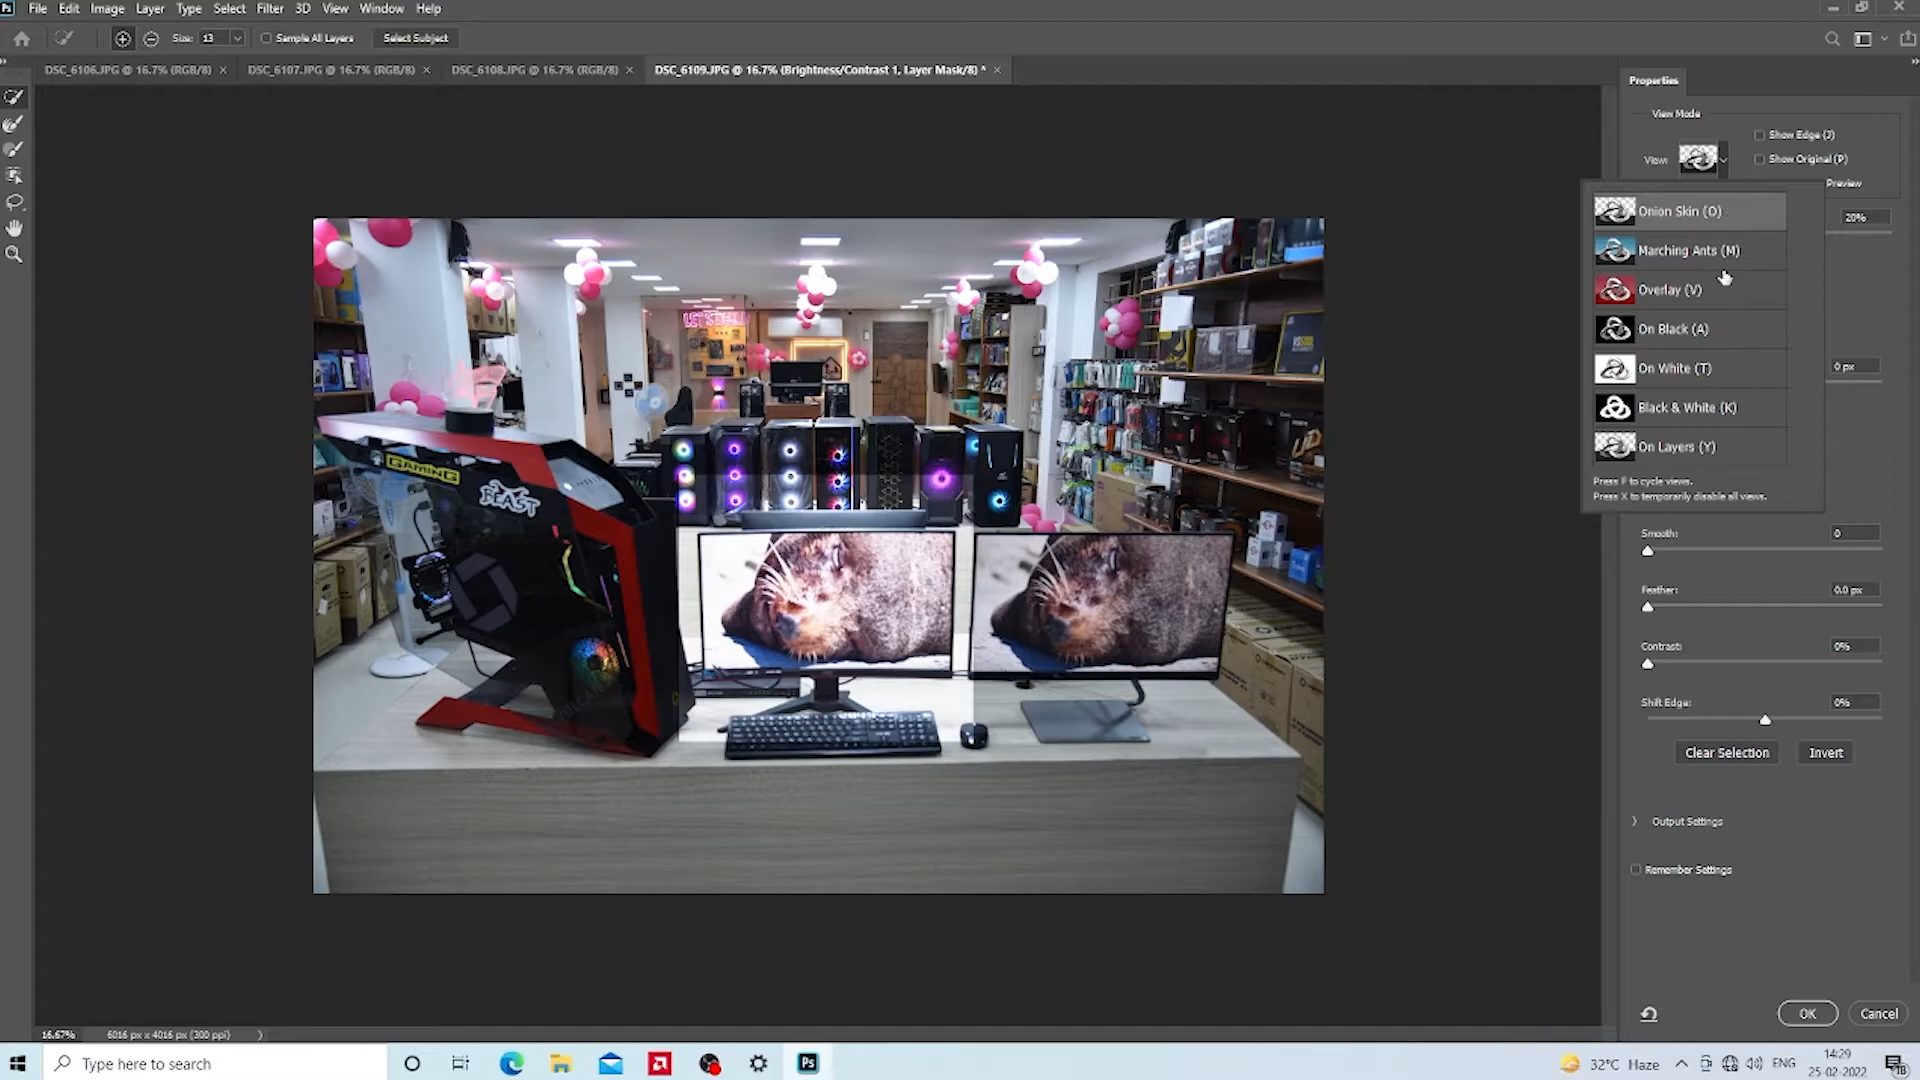 File Edit Image Layer Type Select Filter 3D View Window Help
Size: 13 Sample All Layers Select Subject
DSC_6106.JPG @ 16.7% (RGB/8) × DSC_6107.JPG @ 16.7% (RGB/8) × DSC_6108.JPG @ 16.7% (RGB/8) × DSC_6109.JPG @ 16.7% (Brightness/Contrast 1, Layer Mask/8) * ×
Properties
View Mode
Show Edge (J)
View:
Show Original (P)
Preview
Onion Skin (O)
20%
Marching Ants (M)
Overlay (V)
On Black (A)
0 px
On White (T)
Black & White (K)
On Layers (Y)
Press F to cycle views.
Press X to temporarily disable all views.
GAMING
BEAST
Smooth: 0
Feather: 0.0 px
Contrast: 0%
Shift Edge: 0%
Clear Selection Invert
Output Settings
Remember Settings
OK Cancel
16.67% 6016 px x 4016 px (300 ppi)
Type here to search
Ps
32°C Haze
ENG
14:29
25-02-2022
18